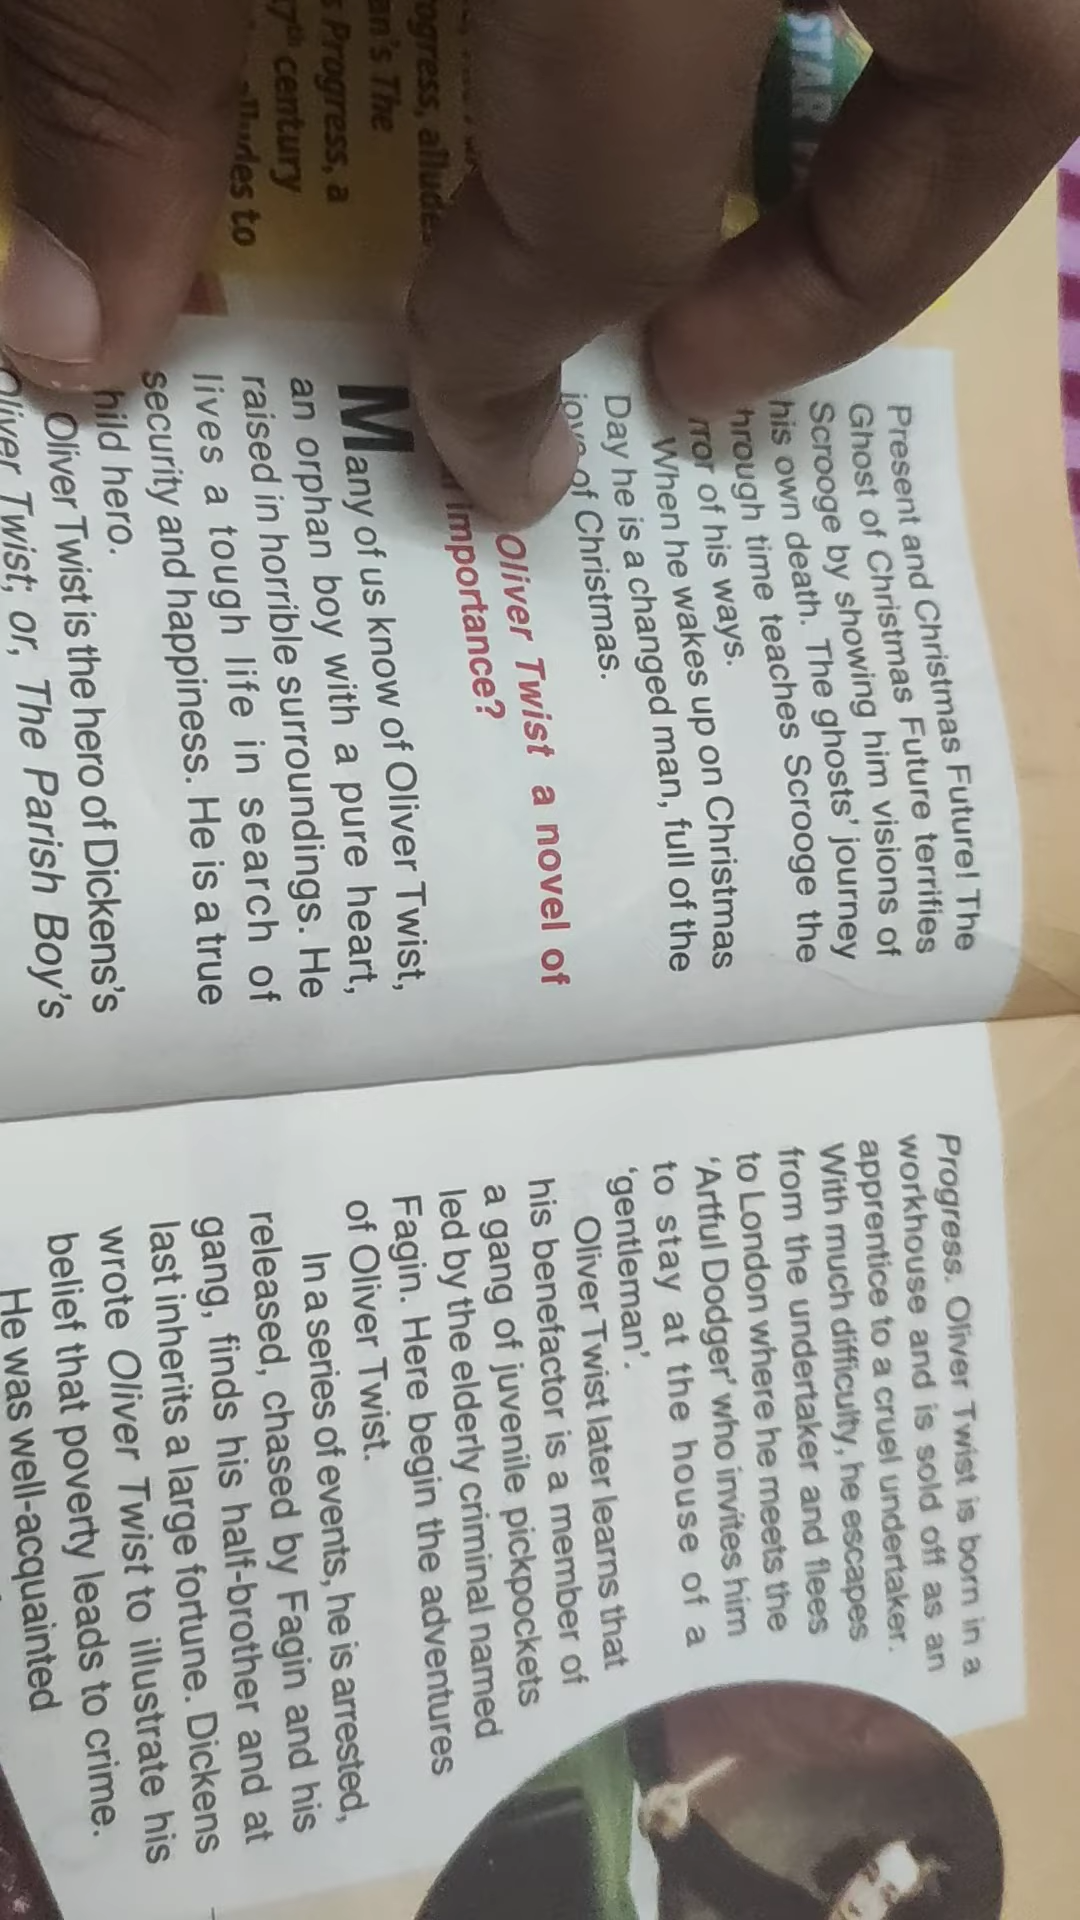 STAR
ogress, allud
an's The
s Progress, a
7th century
ludes to
Present and Christmas Future! The
Ghost of Christmas Future terrifies
Scrooge by showing him visions of
his own death. The ghosts' journey
hrough time teaches Scrooge the
rror of his ways.
When he wakes up on Christmas
Day he is a changed man, full of the
joys of Christmas.
Oliver Twist a novel of
importance?
Many of us know of Oliver Twist,
an orphan boy with a pure heart,
raised in horrible surroundings. He
lives a tough life in search of
security and happiness. He is a true
hild hero.
Oliver Twist is the hero of Dickens's
Oliver Twist; or, The Parish Boy's
Progress. Oliver Twist is born in a
workhouse and is sold off as an
apprentice to a cruel undertaker.
With much difficulty, he escapes
from the undertaker and flees
to London where he meets the
'Artful Dodger' who invites him
to stay at the house of a
'gentleman'.
Oliver Twist later learns that
his benefactor is a member of
a gang of juvenile pickpockets
led by the elderly criminal named
Fagin. Here begin the adventures
of Oliver Twist.
In a series of events, he is arrested,
released, chased by Fagin and his
gang, finds his half-brother and at
last inherits a large fortune. Dickens
wrote Oliver Twist to illustrate his
belief that poverty leads to crime.
He was well-acquainted